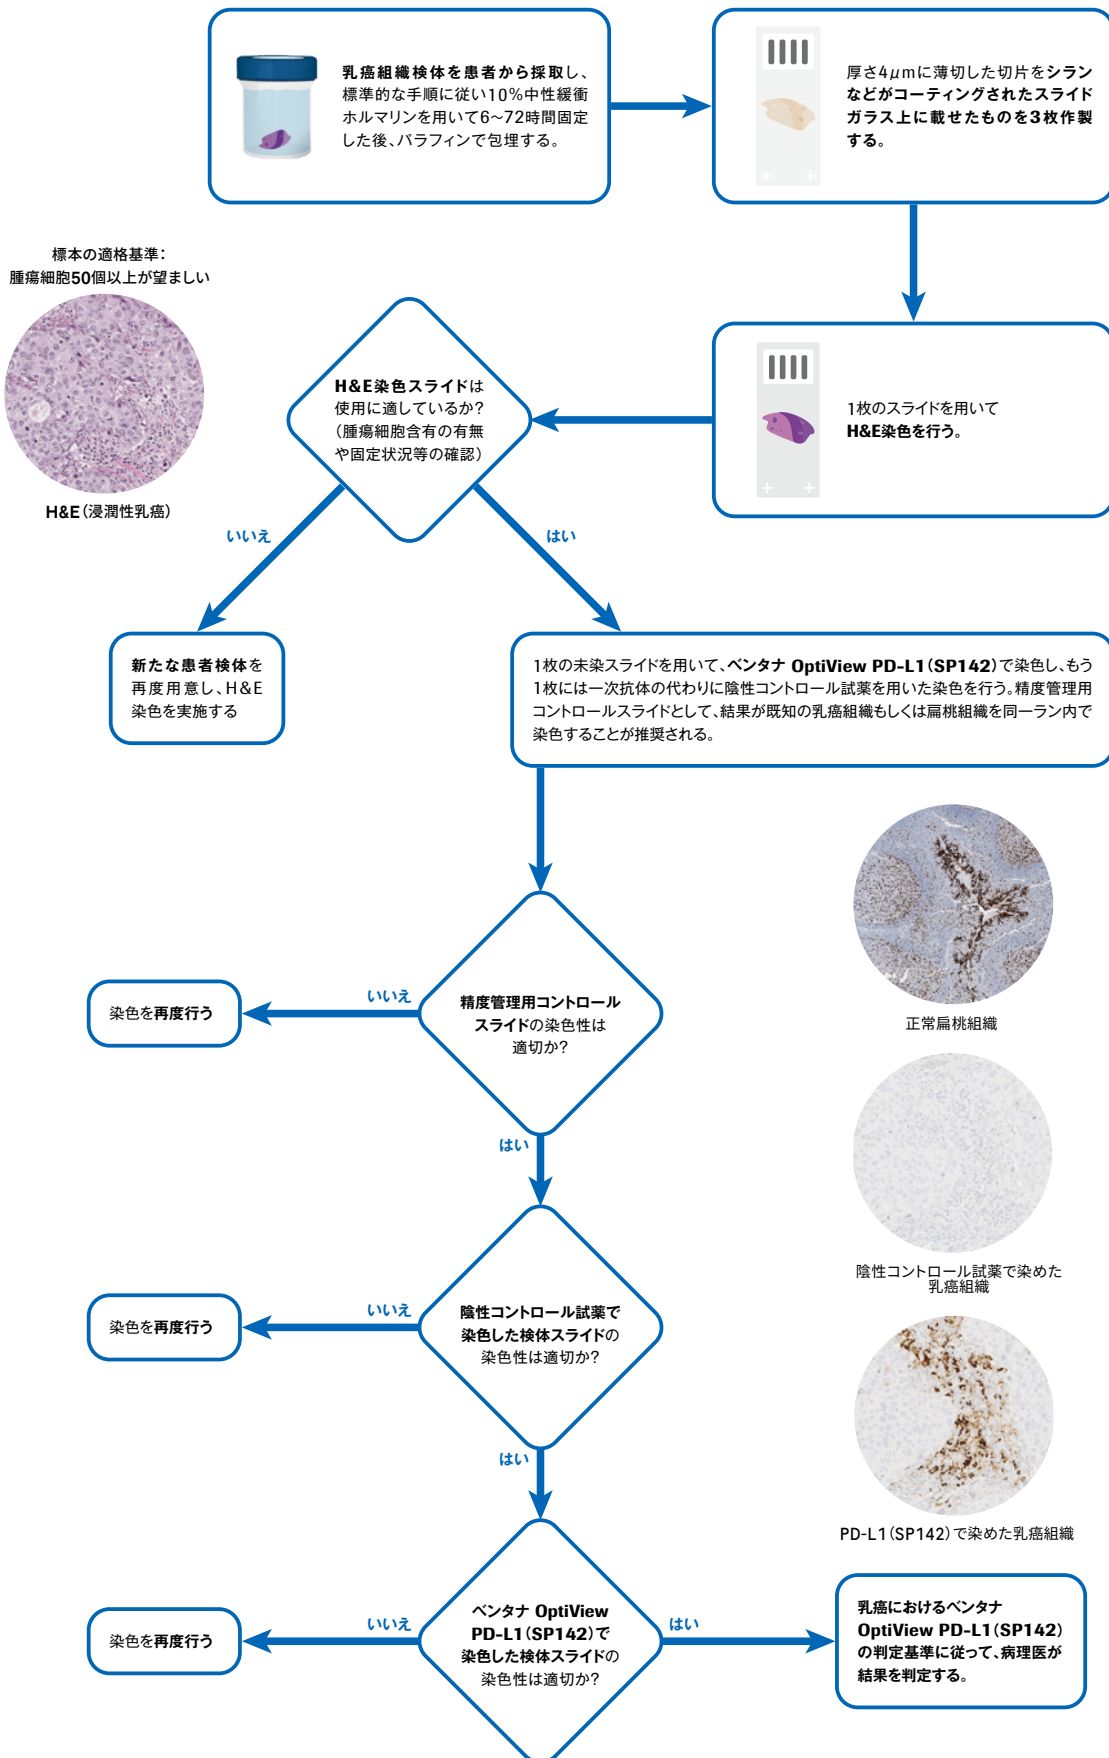 乳癌組織検体を患者から採取し、
標準的な手順に従い10%中性緩衝
ホルマリンを用いて6~72時間固定
した後、パラフィンで包埋する。
厚さ4μmに薄切した切片をシラン
などがコーティングされたスライド
ガラス上に載せたものを3枚作製
する。
標本の適格基準:
腫瘍細胞50個以上が望ましい
H&E(浸潤性乳癌)
H&E染色スライドは
使用に適しているか?
(腫瘍細胞含有の有無
や固定状況等の確認)
1枚のスライドを用いて
H&E染色を行う。
いいえ
はい
新たな患者検体を
再度用意し、H&E
染色を実施する
1枚の未染スライドを用いて、ベンタナ OptiView PD-L1(SP142)で染色し、もう
1枚には一次抗体の代わりに陰性コントロール試薬を用いた染色を行う。精度管理用
コントロールスライドとして、結果が既知の乳癌組織もしくは扁桃組織を同一ラン内で
染色することが推奨される。
正常扁桃組織
染色を再度行う
いいえ
精度管理用コントロール
スライドの染色性は
適切か?
はい
陰性コントロール試薬で染めた
乳癌組織
染色を再度行う
いいえ
陰性コントロール試薬で
染色した検体スライドの
染色性は適切か?
はい
PD-L1(SP142)で染めた乳癌組織
染色を再度行う
いいえ
ベンタナ OptiView
PD-L1(SP142)で
染色した検体スライドの
染色性は適切か?
はい
乳癌におけるベンタナ
OptiView PD-L1(SP142)
の判定基準に従って、病理医が
結果を判定する。